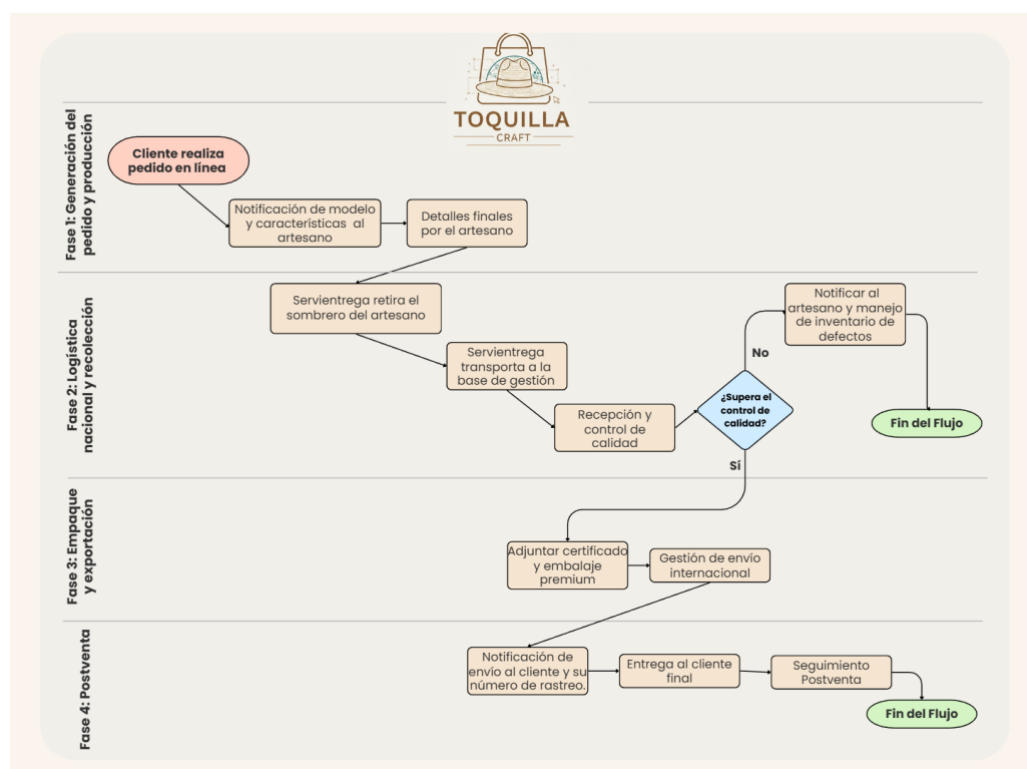 TOQUILLA
CRAFT
Fase 1: Generación del
pedido y producción
Cliente realiza
pedido en línea
Notificación de modelo
y características al
artesano
Detalles finales
por el artesano
Fase 2: Logística
nacional y recolección
Servientrega retira el
sombrero del artesano
Servientrega
transporta a la
base de gestión
Recepción y
control de
calidad
¿Supera el
control de
calidad?
No
Notificar al
artesano y manejo
de inventario de
defectos
Fin del Flujo
Sí
Fase 3: Empaque
y exportación
Adjuntar certificado
y embalaje
premium
Gestión de envío
internacional
Fase 4: Postventa
Notificación de
envío al cliente y su
número de rastreo.
Entrega al cliente
final
Seguimiento
Postventa
Fin del Flujo